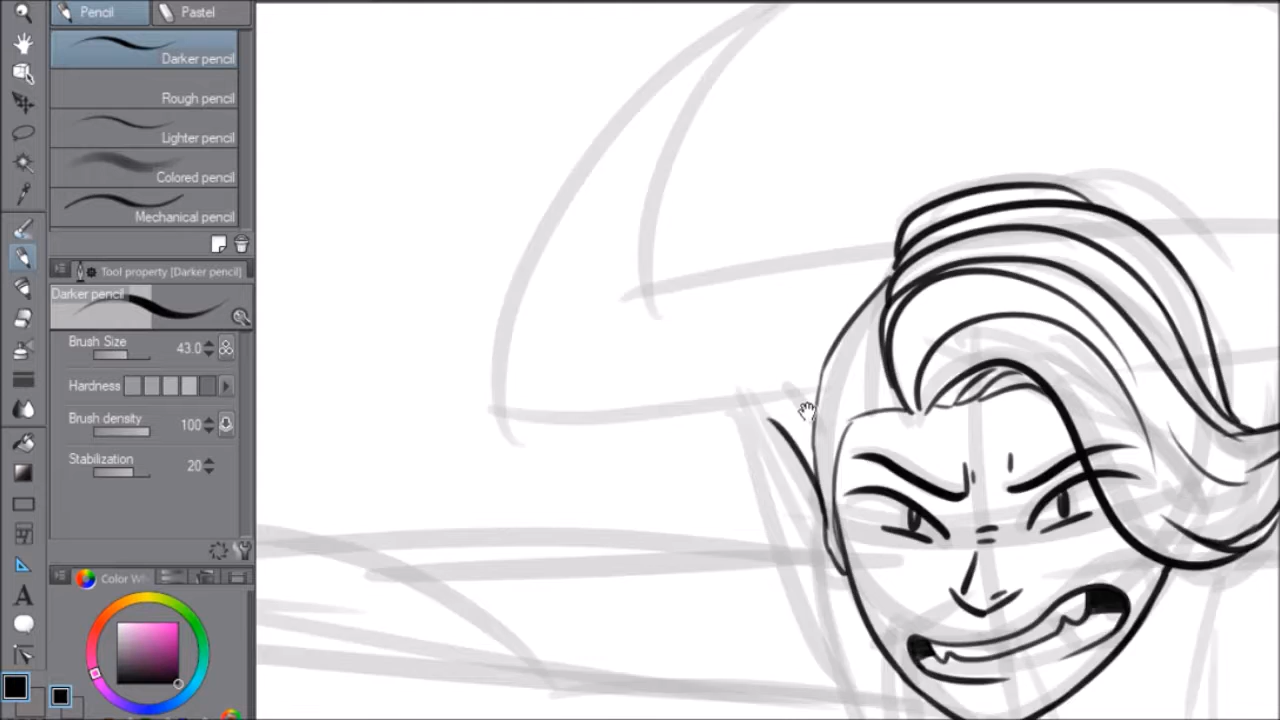 Pencil
Pastel
Darker pencil
Rough pencil
Lighter pencil
Colored pencil
Mechanical pencil
Tool property [Darker pencil]
Darker pencil
Brush Size 43.0
Hardness
Brush density 100
Stabilization 20
Color